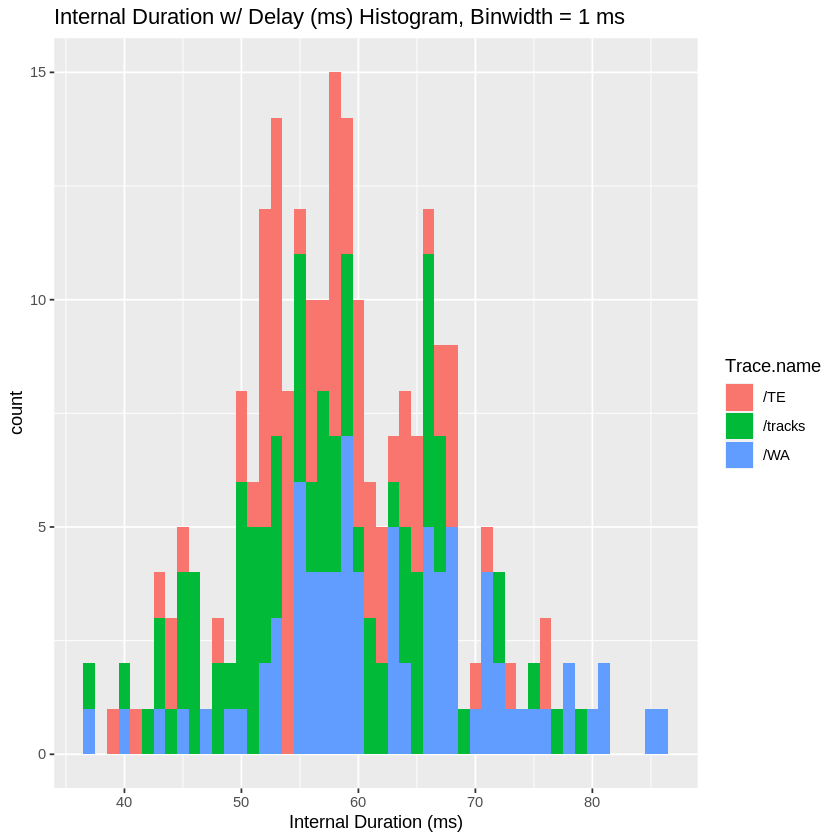 Internal Duration w/ Delay (ms) Histogram, Binwidth = 1 ms
15
10
5
0
count
40 50 60 70 80
Internal Duration (ms)
Trace.name
/TE
/tracks
/WA